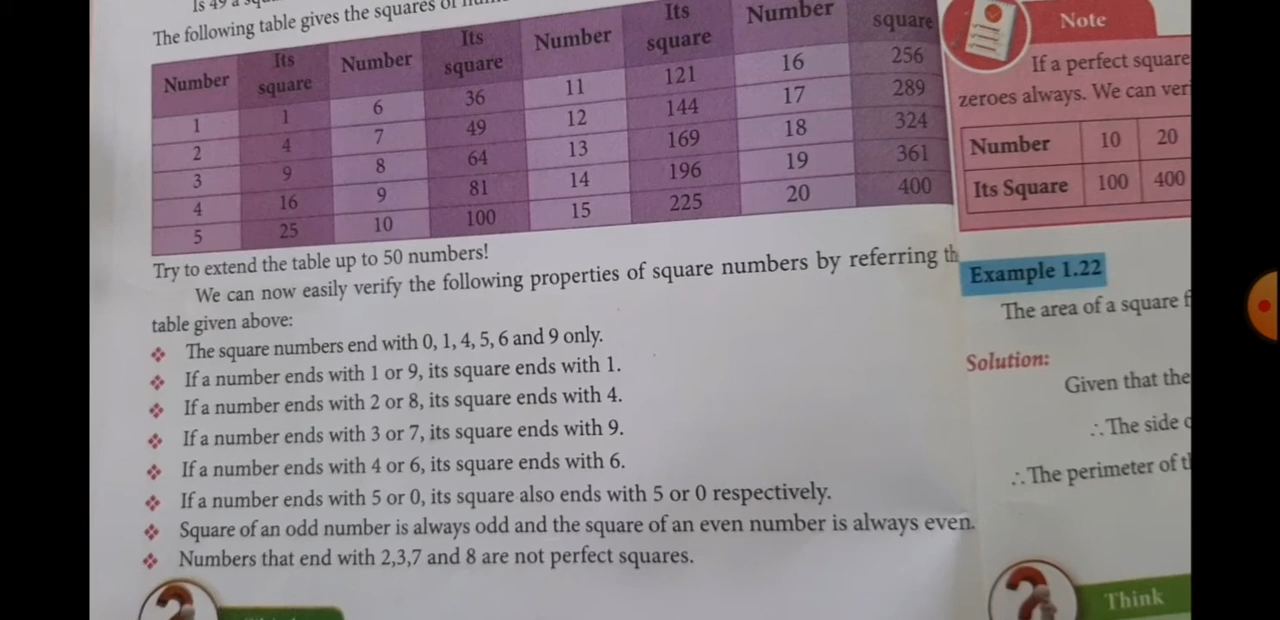 Is 49 a
The following table gives the squares of
Number Its square Number Its square Number Its square Number square
1 1 6 36 11 121 16 256
2 4 7 49 12 144 17 289
3 9 8 64 13 169 18 324
4 16 9 81 14 196 19 361
5 25 10 100 15 225 20 400
Try to extend the table up to 50 numbers!
We can now easily verify the following properties of square numbers by referring th
table given above:
❖ The square numbers end with 0, 1, 4, 5, 6 and 9 only.
❖ If a number ends with 1 or 9, its square ends with 1.
❖ If a number ends with 2 or 8, its square ends with 4.
❖ If a number ends with 3 or 7, its square ends with 9.
❖ If a number ends with 4 or 6, its square ends with 6.
❖ If a number ends with 5 or 0, its square also ends with 5 or 0 respectively.
❖ Square of an odd number is always odd and the square of an even number is always even.
❖ Numbers that end with 2,3,7 and 8 are not perfect squares.
Note
If a perfect square
zeroes always. We can ver
Number 10 20
Its Square 100 400
Example 1.22
The area of a square f
Solution:
Given that the
∴ The side
∴ The perimeter of
Think